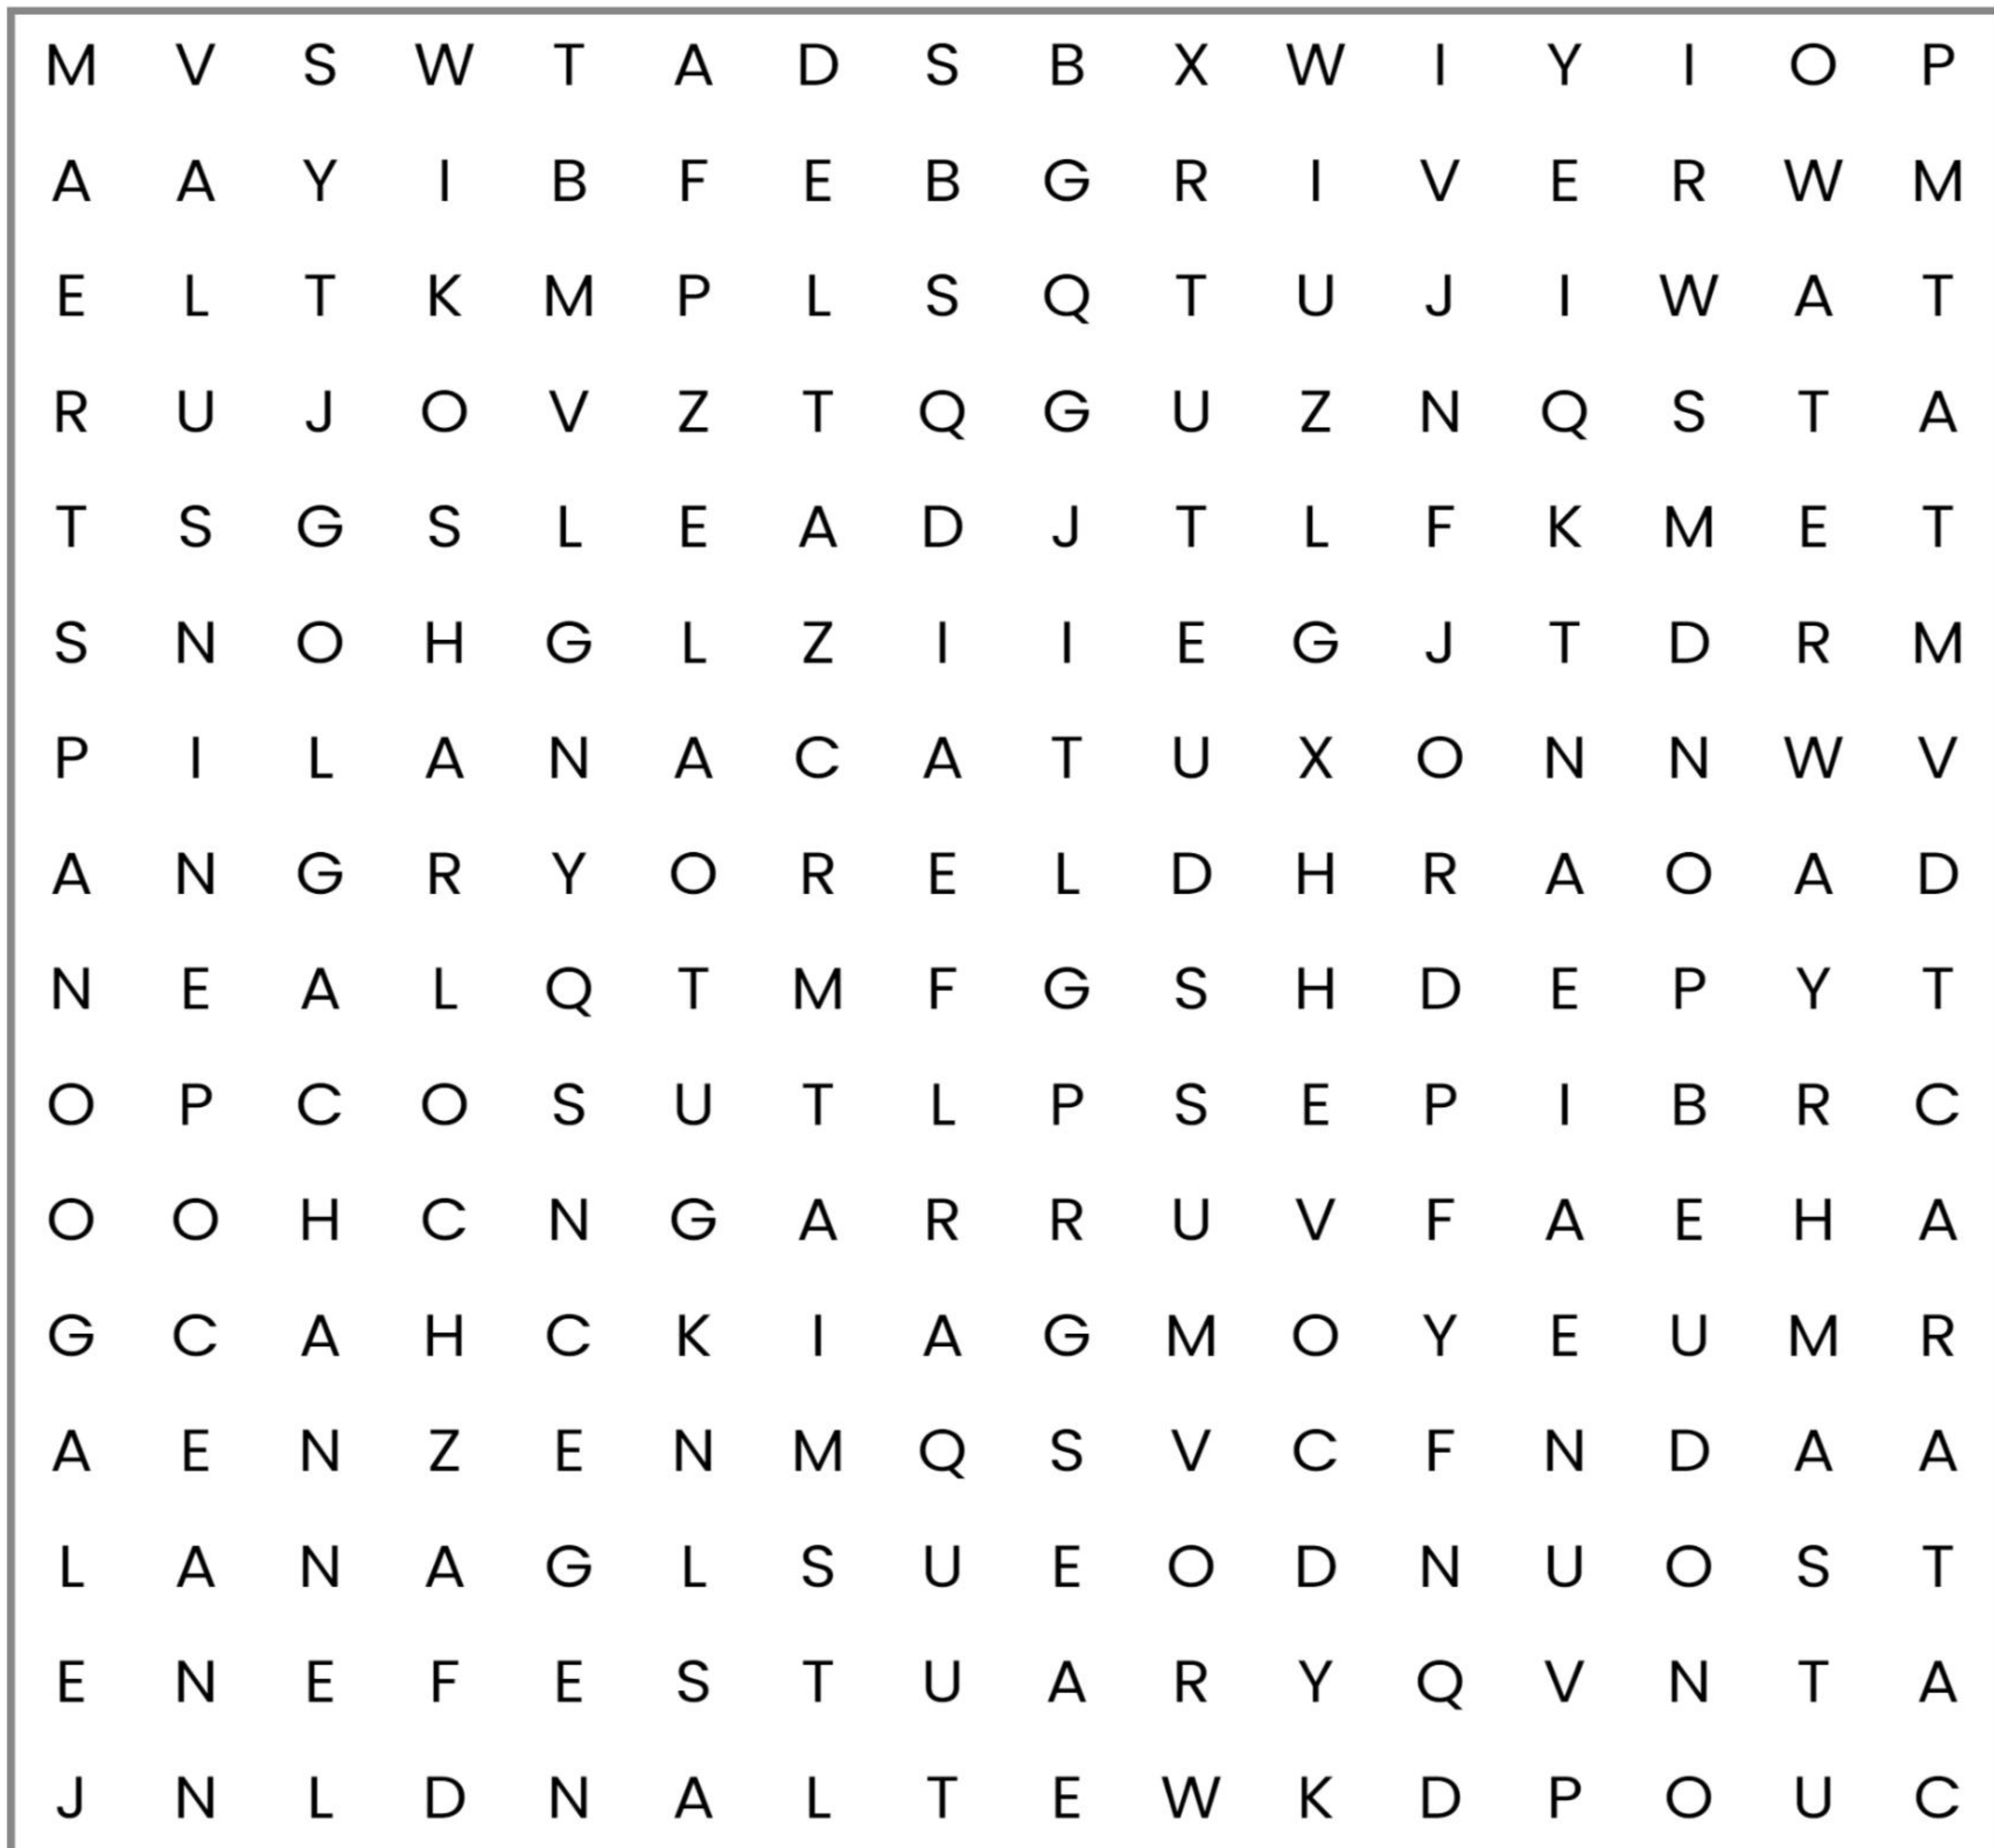 M V S W T A D S B X W I Y I O P
A A Y I B F E B G R I V E R W M
E L T K M P L S Q T U J I W A T
R U J O V Z T Q G U Z N Q S T A
T S G S L E A D J T L F K M E T
S N O H G L Z I I E G J T D R M
P I L A N A C A T U X O N N W V
A N G R Y O R E L D H R A O A D
N E A L Q T M F G S H D E P Y T
O P C O S U T L P S E P I B R C
O O H C N G A R R U V F A E H A
G C A H C K I A G M O Y E U M R
A E N Z E N M Q S V C F N D A A
L A N A G L S U E O D N U O S T
E N E F E S T U A R Y Q V N T A
J N L D N A L T E W K D P O U C